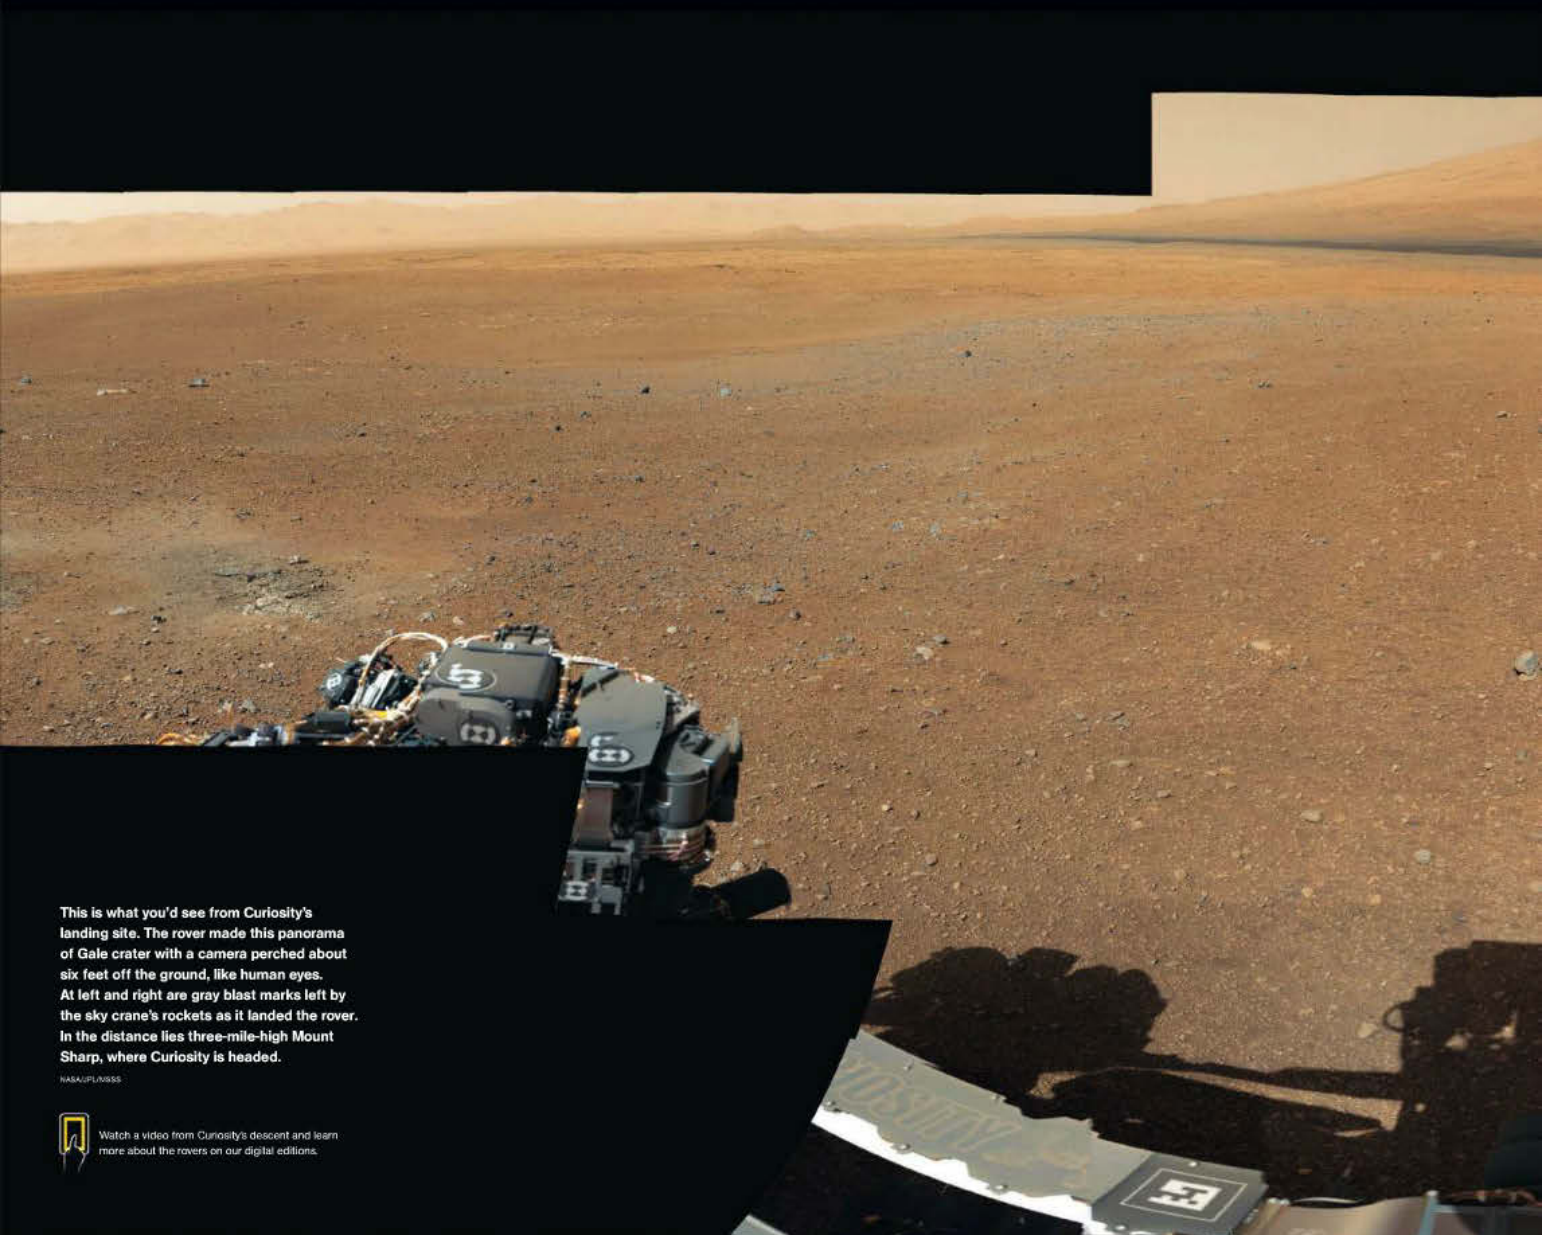 This is what you'd see from Curiosity's
landing site. The rover made this panorama
of Gale crater with a camera perched about
six feet off the ground, like human eyes.
At left and right are gray blast marks left by
the sky crane's rockets as it landed the rover.
In the distance lies three-mile-high Mount
Sharp, where Curiosity is headed.
NASA/JPL/MSSS
Watch a video from Curiosity's descent and learn
more about the rovers on our digital editions.
IOSITY